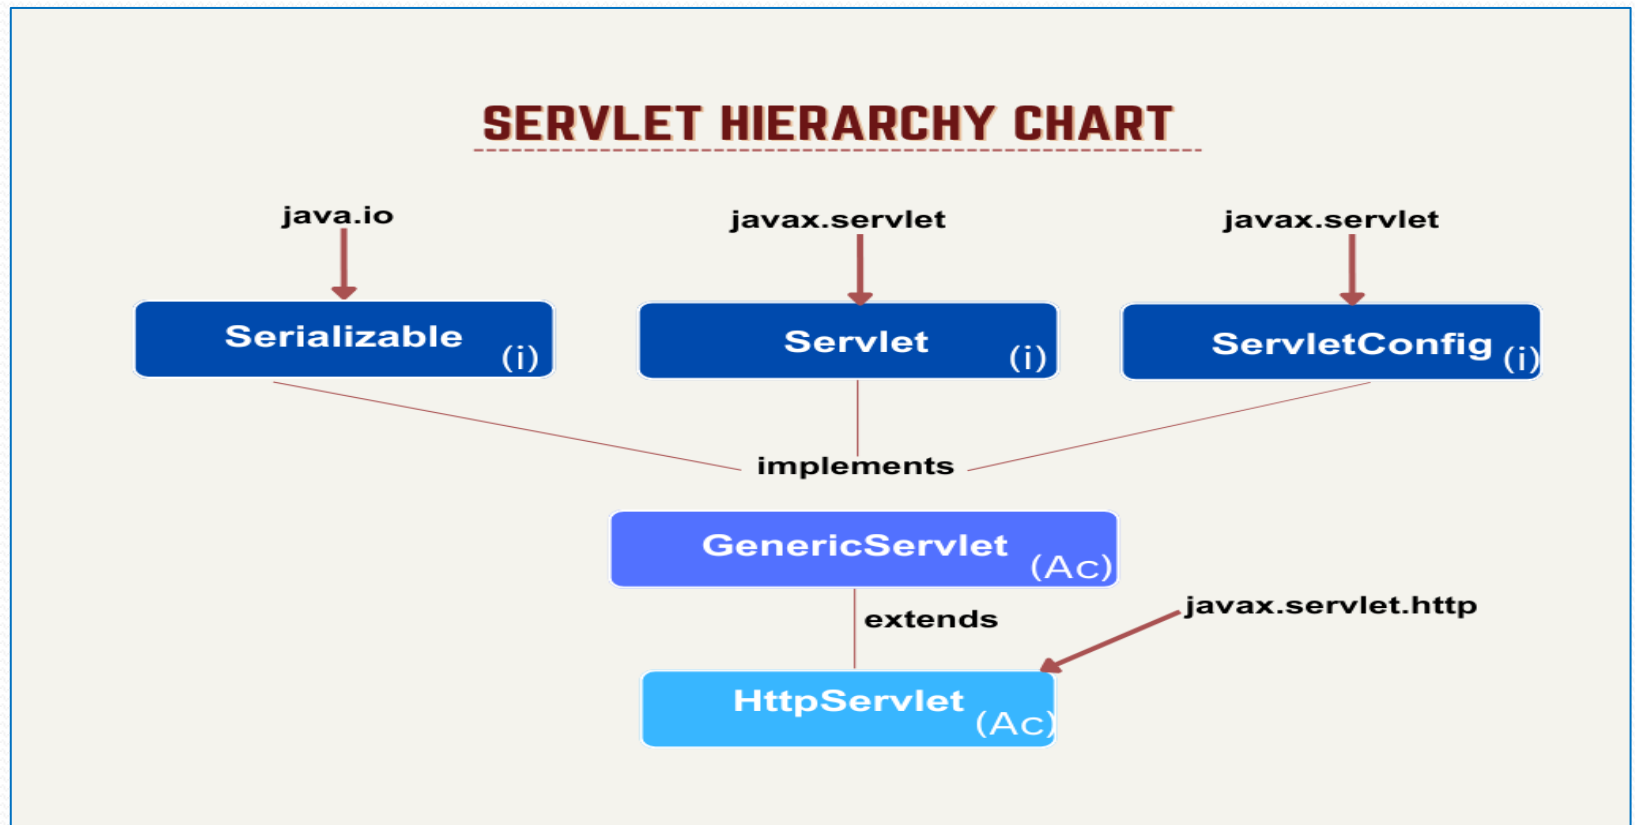 SERVLET HIERARCHY CHART
java.io
javax.servlet
javax.servlet
Serializable
(i)
Servlet
(i)
ServletConfig
(i)
implements
GenericServlet
(Ac)
extends
javax.servlet.http
HttpServlet
(Ac)